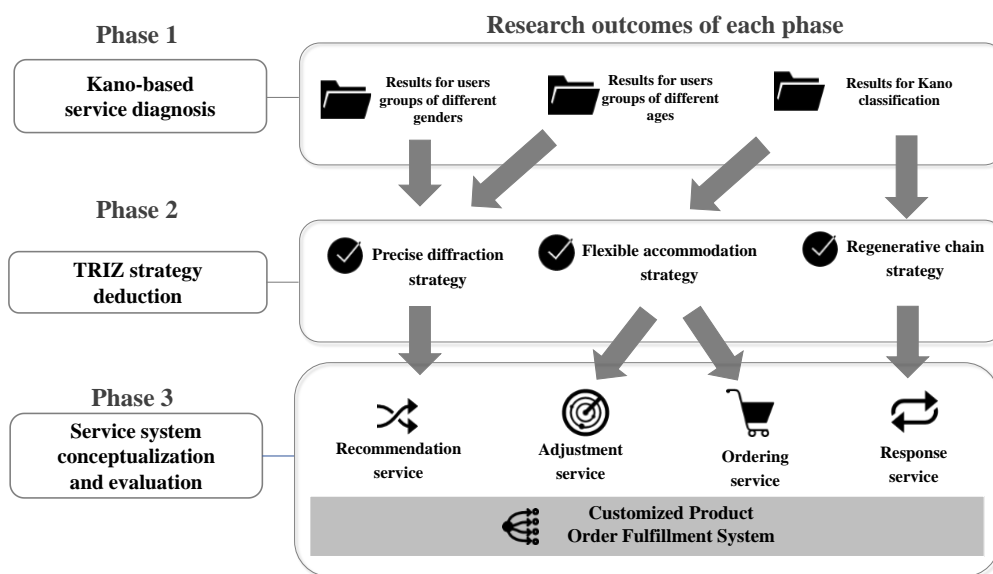 Research outcomes of each phase
Phase 1
Kano-based
service diagnosis
Results for users
groups of different
genders
Results for users
groups of different
ages
Results for Kano
classification
Phase 2
TRIZ strategy
deduction
Precise diffraction
strategy
Flexible accommodation
strategy
Regenerative chain
strategy
Phase 3
Service system
conceptualization
and evaluation
Recommendation
service
Adjustment
service
Ordering
service
Response
service
Customized Product
Order Fulfillment System